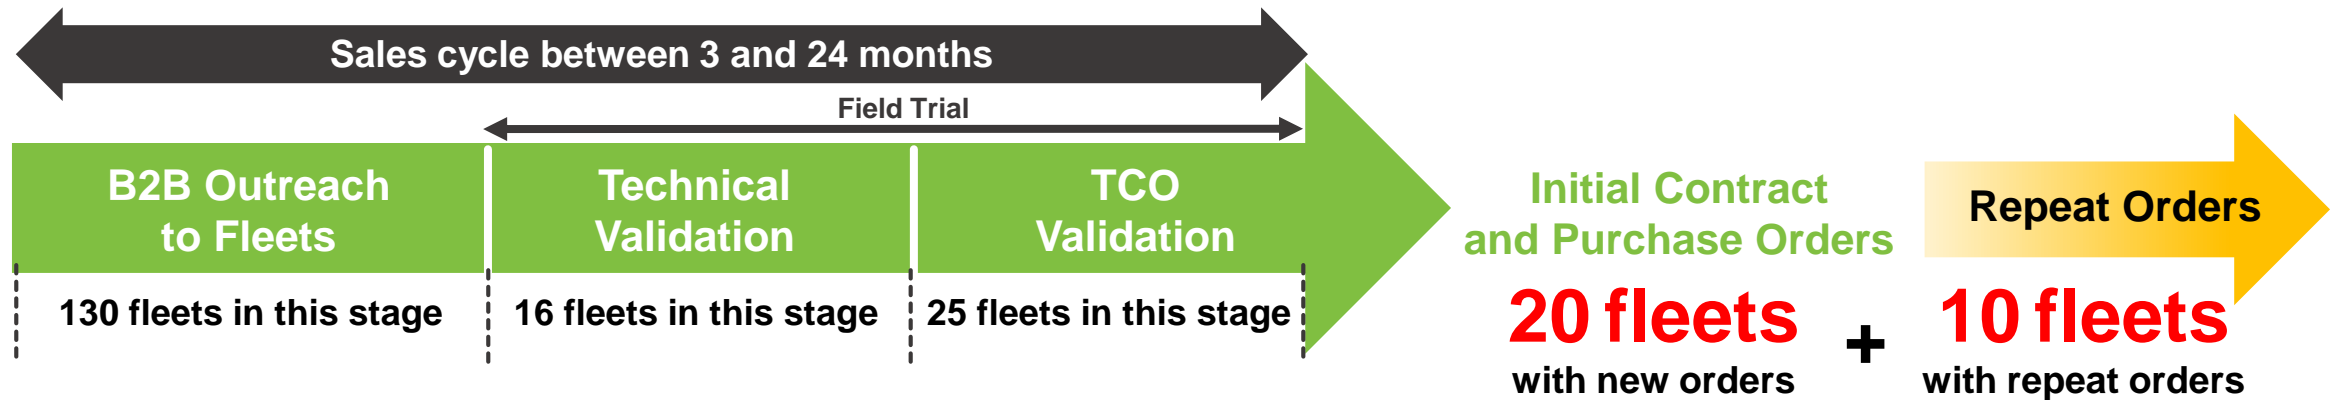 Sales cycle between 3 and 24 months
Field Trial
B2B Outreach
to Fleets
Technical
Validation
TCO
Validation
130 fleets in this stage
16 fleets in this stage
25 fleets in this stage
Initial Contract
and Purchase Orders
20 fleets
with new orders
+
Repeat Orders
10 fleets
with repeat orders